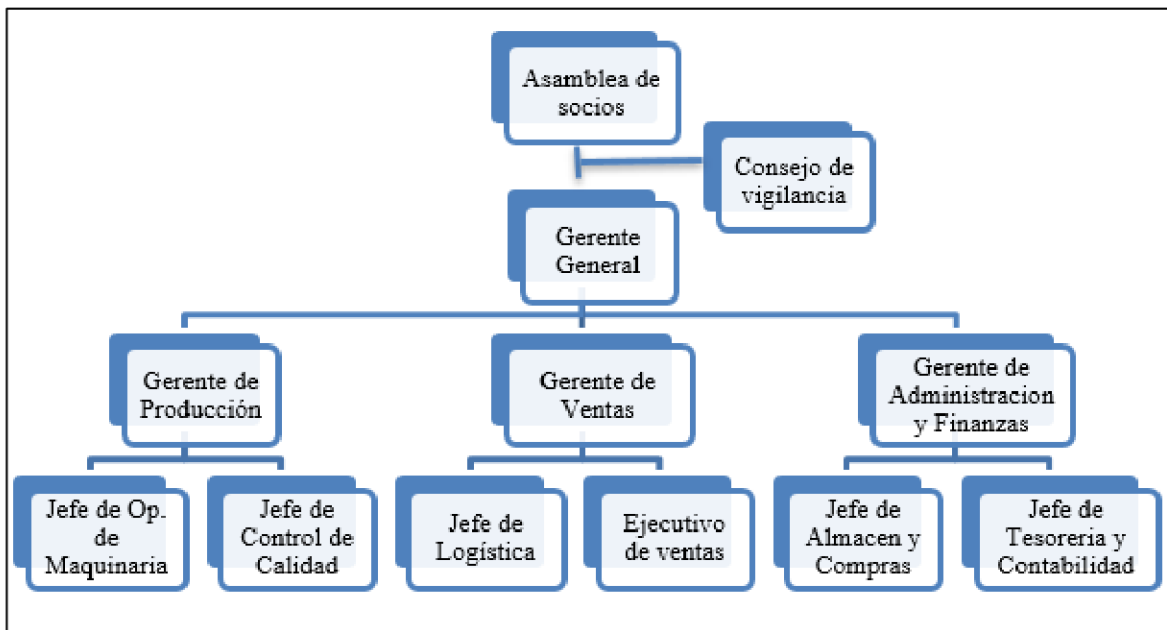 Asamblea de
socios
Consejo de
vigilancia
Gerente
General
Gerente de
Producción
Gerente de
Ventas
Gerente de
Administracion
y Finanzas
Jefe de Op.
de
Maquinaria
Jefe de
Control de
Calidad
Jefe de
Logística
Ejecutivo
de ventas
Jefe de
Almacen y
Compras
Jefe de
Tesoreria y
Contabilidad